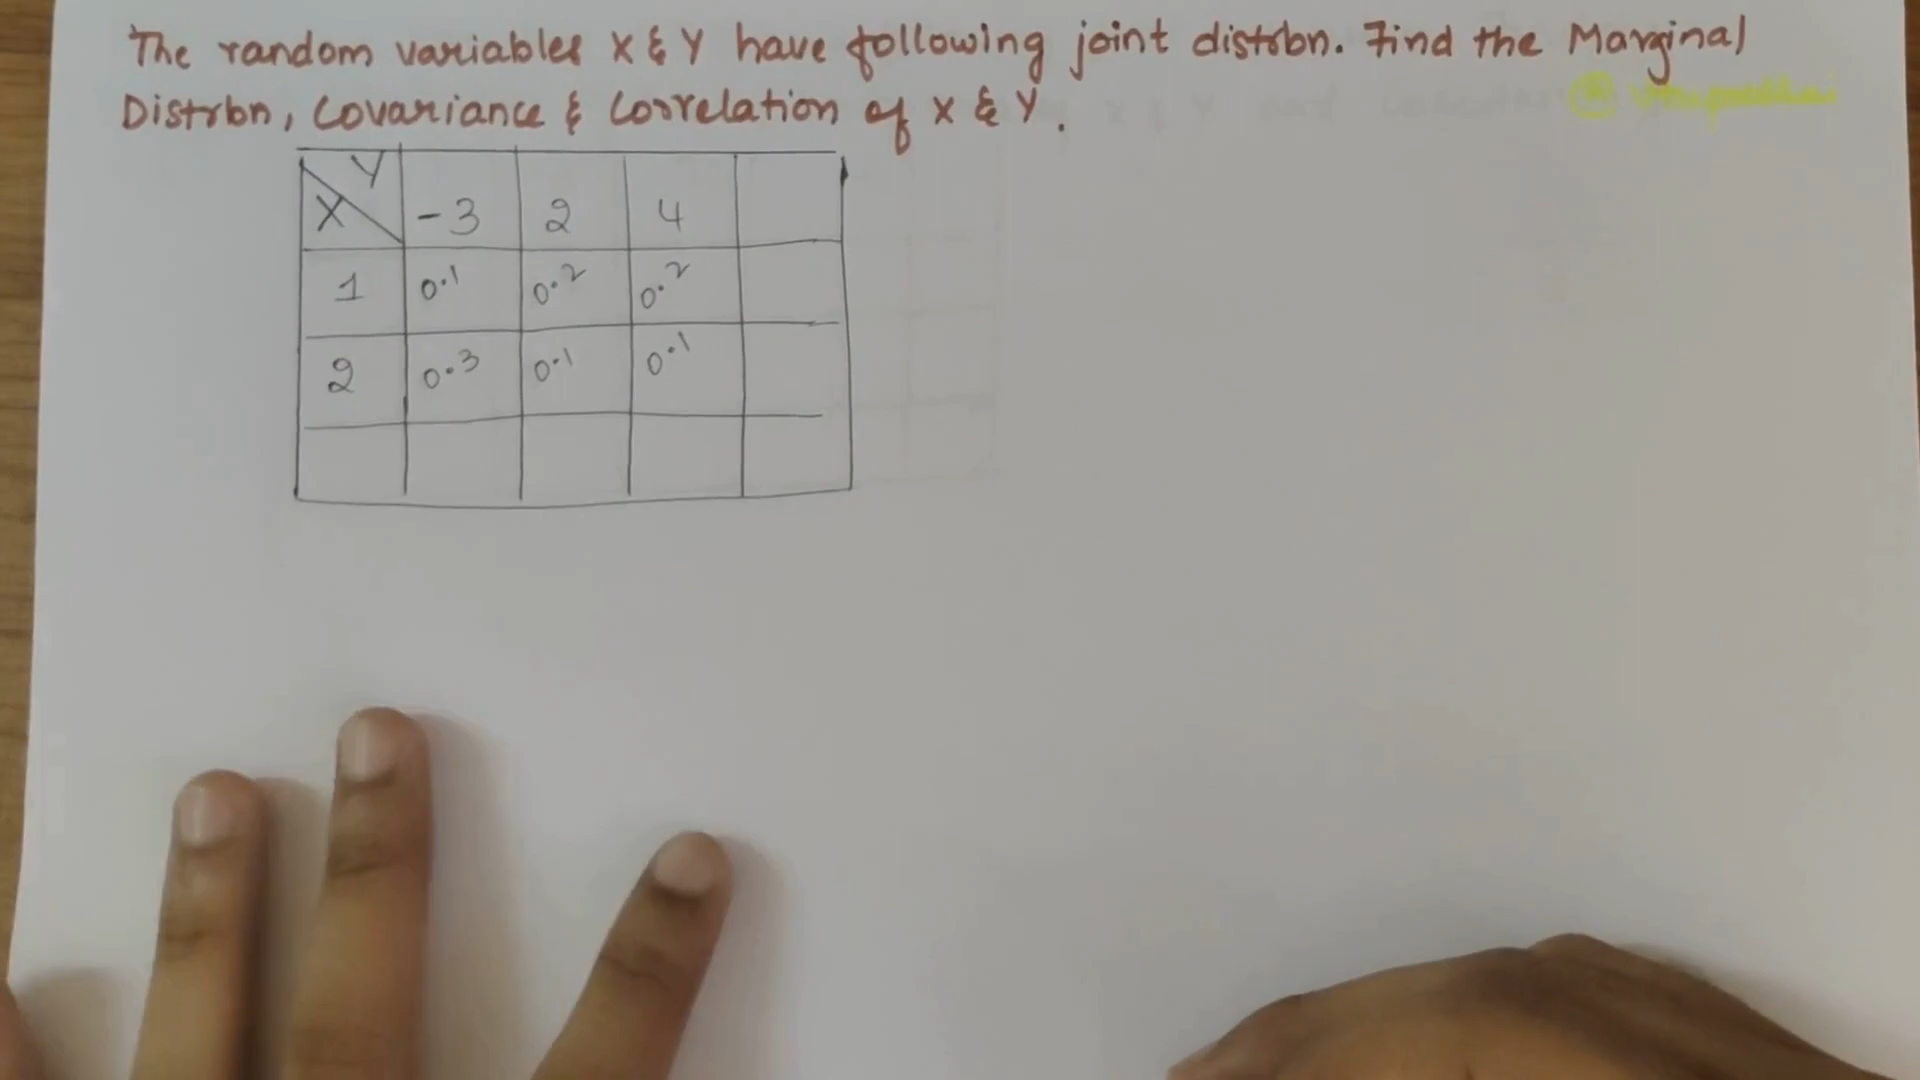 The random variables X & Y have following joint distrbn. Find the Marginal
Distrbn, Covariance & Correlation of X & Y.
Y
X -3 2 4
1 0.1 0.2 0.2
2 0.3 0.1 0.1